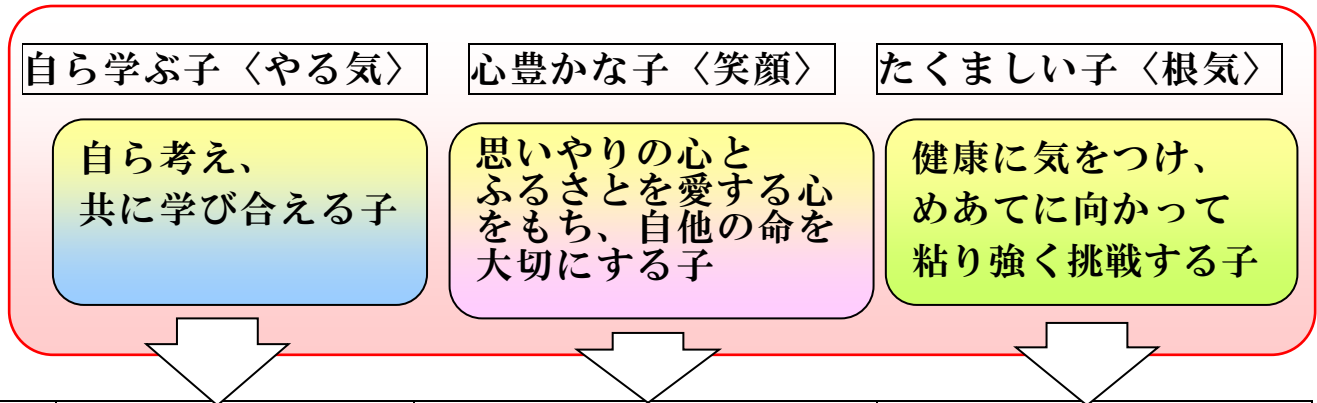 自ら学ぶ子〈やる気〉
自ら考え、
共に学び合える子
心豊かな子〈笑顔〉
思いやりの心と
ふるさとを愛する心
をもち、自他の命を
大切にする子
たくましい子〈根気〉
健康に気をつけ、
めあてに向かって
粘り強く挑戦する子